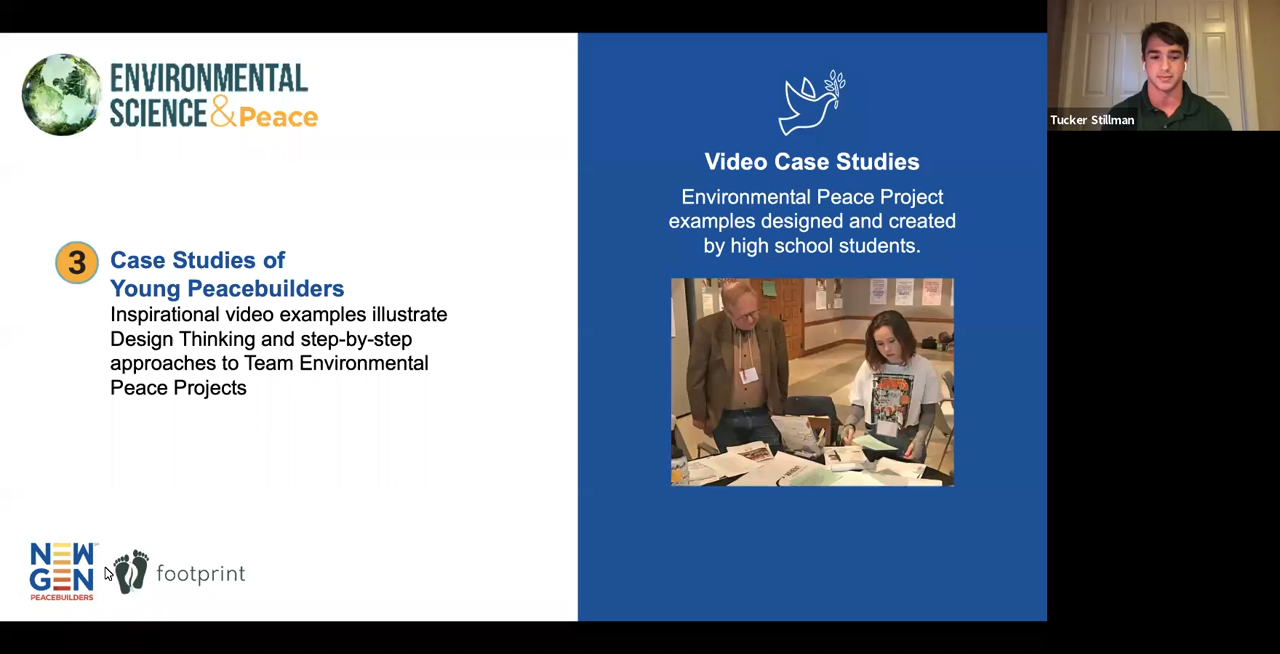 ENVIRONMENTAL
SCIENCE & Peace
3
Case Studies of
Young Peacebuilders
Inspirational video examples illustrate
Design Thinking and step-by-step
approaches to Team Environmental
Peace Projects
NEW
GEN
PEACEBUILDERS
footprint
Video Case Studies
Environmental Peace Project
examples designed and created
by high school students.
Tucker Stillman